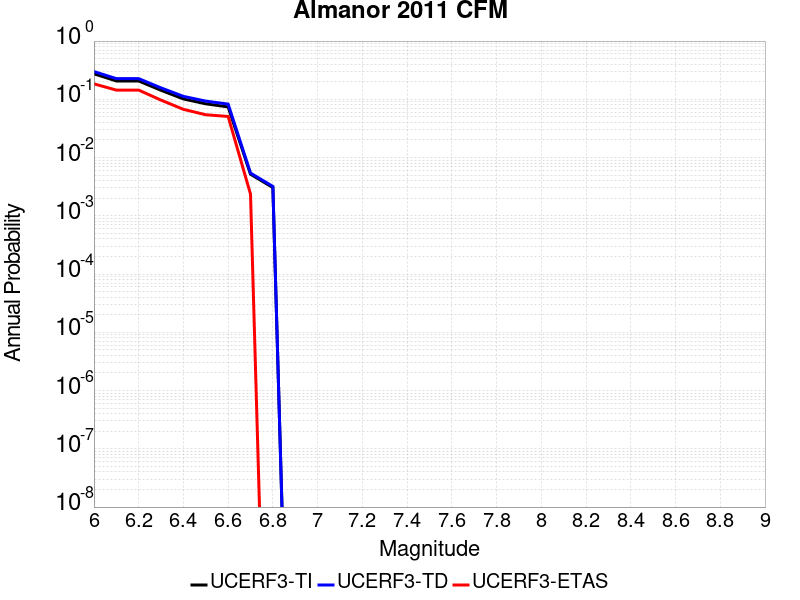 Almanor 2011 CFM
Annual Probability
10^0
10^-1
10^-2
10^-3
10^-4
10^-5
10^-6
10^-7
10^-8
6 6.2 6.4 6.6 6.8 7 7.2 7.4 7.6 7.8 8 8.2 8.4 8.6 8.8 9
Magnitude
UCERF3-TI UCERF3-TD UCERF3-ETAS